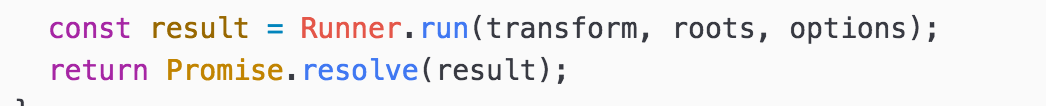 const result = Runner.run(transform, roots, options);
return Promise.resolve(result);
}